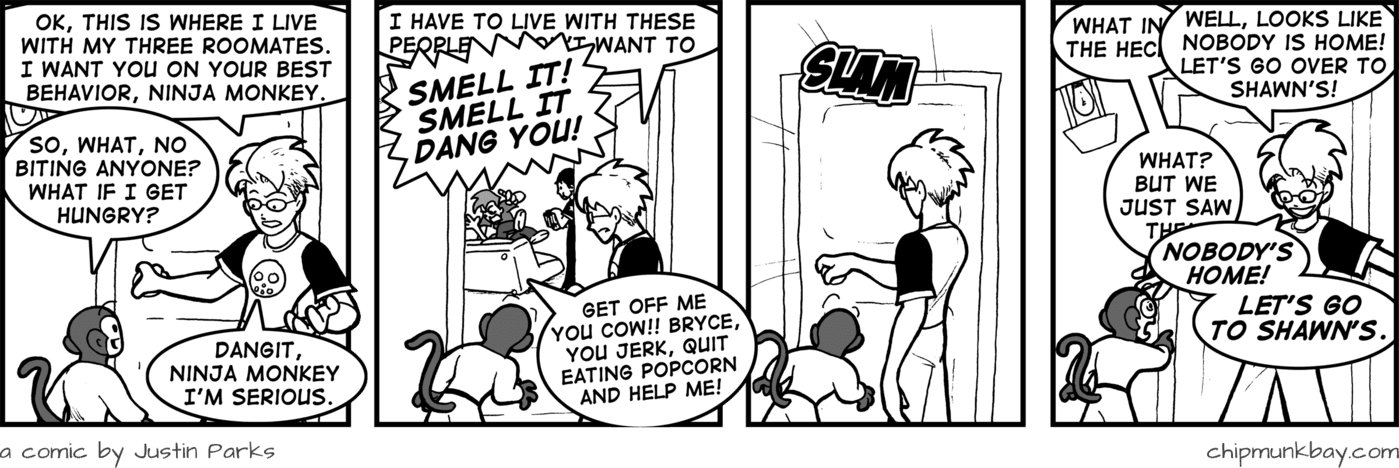 OK, THIS IS WHERE I LIVE
WITH MY THREE ROOMATES.
I WANT YOU ON YOUR BEST
BEHAVIOR, NINJA MONKEY.
SO, WHAT, NO
BITING ANYONE?
WHAT IF I GET
HUNGRY?
DANGIT,
NINJA MONKEY
I'M SERIOUS.
I HAVE TO LIVE WITH THESE
PEOPLE WANT TO
SMELL IT!
SMELL IT
DANG YOU!
GET OFF ME
YOU COW!! BRYCE,
YOU JERK, QUIT
EATING POPCORN
AND HELP ME!
SLAM
WHAT IN
THE HEC
WELL, LOOKS LIKE
NOBODY IS HOME!
LET'S GO OVER TO
SHAWN'S!
WHAT?
BUT WE
JUST SAW
THE
NOBODY'S
HOME!
LET'S GO
TO SHAWN'S.
a comic by Justin Parks
chipmunkbay.com